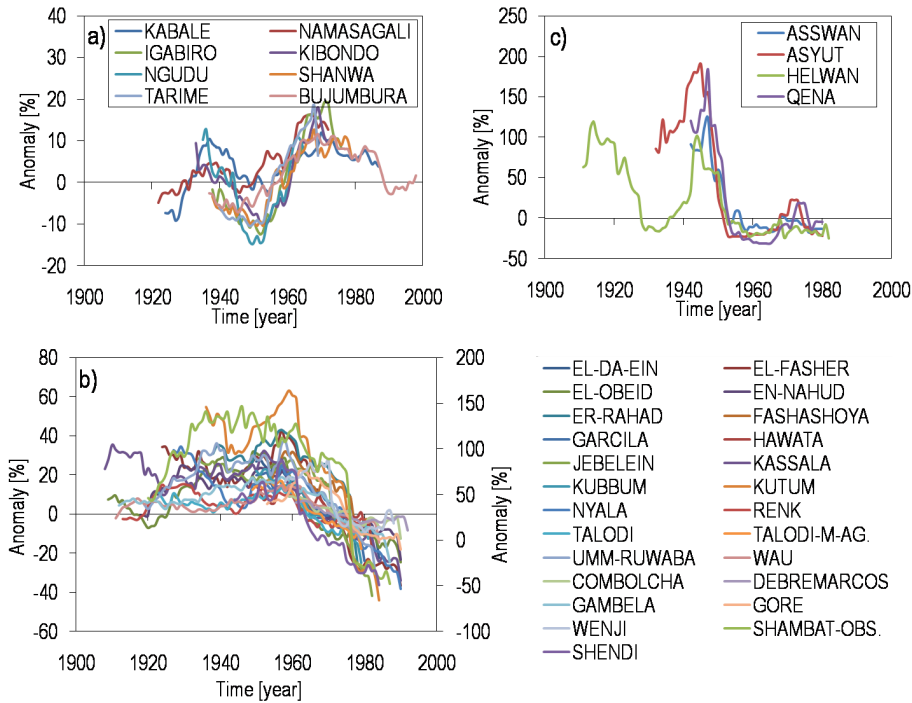 a)
40
30
20
10
0
-10
-20
Anomaly [%]
KABALE NAMASAGALI
IGABIRO KIBONDO
NGUDU SHANWA
TARIME BUJUMBURA
1900 1920 1940 1960 1980 2000
Time [year]
c)
250
200
150
100
50
0
-50
Anomaly [%]
ASSWAN
ASYUT
HELWAN
QENA
1900 1920 1940 1960 1980 2000
Time [year]
b)
80
60
40
20
0
-20
-40
-60
Anomaly [%]
200
150
100
50
0
-50
-100
Anomaly [%]
1900 1920 1940 1960 1980 2000
Time [year]
EL-DA-EIN EL-FASHER
EL-OBEID EN-NAHUD
ER-RAHAD FASHASHOYA
GARCILA HAWATA
JEBELEIN KASSALA
KUBBUM KUTUM
NYALA RENK
TALODI TALODI-M-AG.
UMM-RUWABA WAU
COMBOLCHA DEBREMARCOS
GAMBELA GORE
WENJI SHAMBAT-OBS.
SHENDI